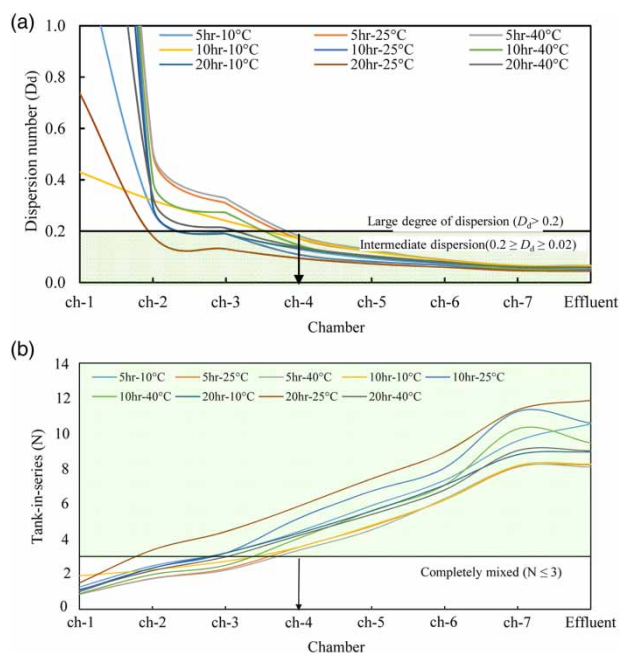 (a)
1.0
5hr-10°C 5hr-25°C 5hr-40°C
10hr-10°C 10hr-25°C 10hr-40°C
20hr-10°C 20hr-25°C 20hr-40°C
0.8
0.6
0.4
0.2
0.0
Dispersion number (Dd)
Large degree of dispersion (Dd> 0.2)
Intermediate dispersion(0.2 ≥ Dd ≥ 0.02)
ch-1 ch-2 ch-3 ch-4 ch-5 ch-6 ch-7 Effluent
Chamber
(b)
14
12
10
8
6
4
2
0
Tank-in-series (N)
5hr-10°C 5hr-25°C 5hr-40°C 10hr-10°C 10hr-25°C
10hr-40°C 20hr-10°C 20hr-25°C 20hr-40°C
Completely mixed (N ≤ 3)
ch-1 ch-2 ch-3 ch-4 ch-5 ch-6 ch-7 Effluent
Chamber